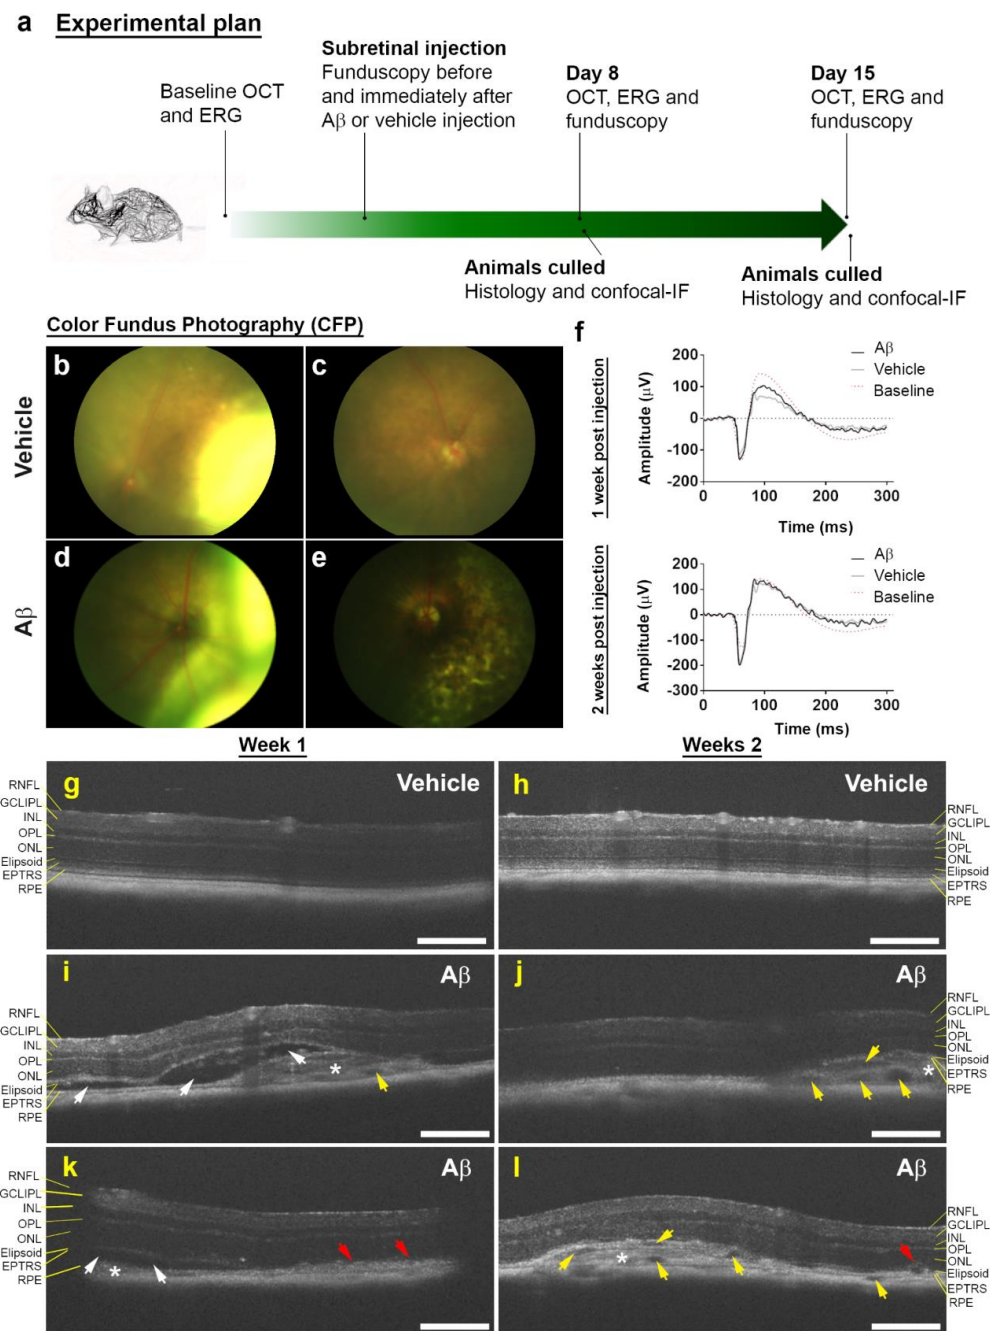 a Experimental plan
Baseline OCT
and ERG
Subretinal injection
Funduscopy before
and immediately after
Aβ or vehicle injection
Day 8
OCT, ERG and
funduscopy
Day 15
OCT, ERG and
funduscopy
Animals culled
Histology and confocal-IF
Animals culled
Histology and confocal-IF
Color Fundus Photography (CFP)
Vehicle
b
c
Aβ
d
e
f
1 week post injection
Amplitude (µV)
200
100
0
-100
-200
0 100 200 300
Time (ms)
Aβ
Vehicle
Baseline
2 weeks post injection
Amplitude (µV)
200
100
0
-100
-200
-300
0 100 200 300
Time (ms)
Aβ
Vehicle
Baseline
Week 1
Weeks 2
g
Vehicle
RNFL
GCLIPL
INL
OPL
ONL
Elipsoid
EPTRS
RPE
h
Vehicle
RNFL
GCLIPL
INL
OPL
ONL
Elipsoid
EPTRS
RPE
i
Aβ
*
RNFL
GCLIPL
INL
OPL
ONL
Elipsoid
EPTRS
RPE
j
Aβ
*
RNFL
GCLIPL
INL
OPL
ONL
Elipsoid
EPTRS
RPE
k
Aβ
*
RNFL
GCLIPL
INL
OPL
ONL
Elipsoid
EPTRS
RPE
l
Aβ
*
RNFL
GCLIPL
INL
OPL
ONL
Elipsoid
EPTRS
RPE